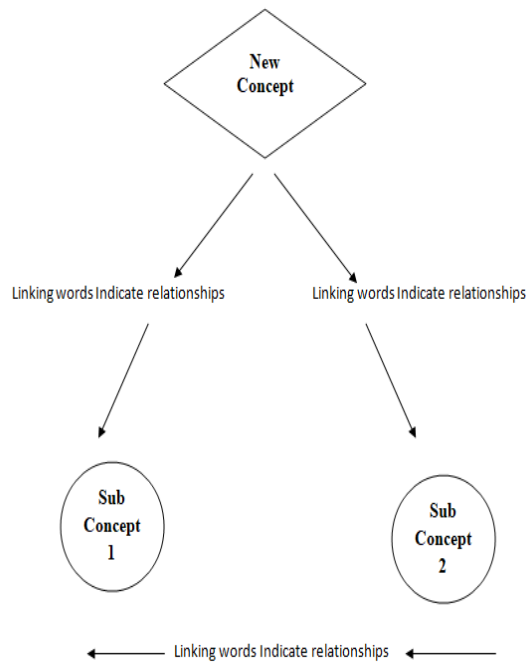 New
Concept
Linking words Indicate relationships
Linking words Indicate relationships
Sub
Concept
1
Sub
Concept
2
Linking words Indicate relationships